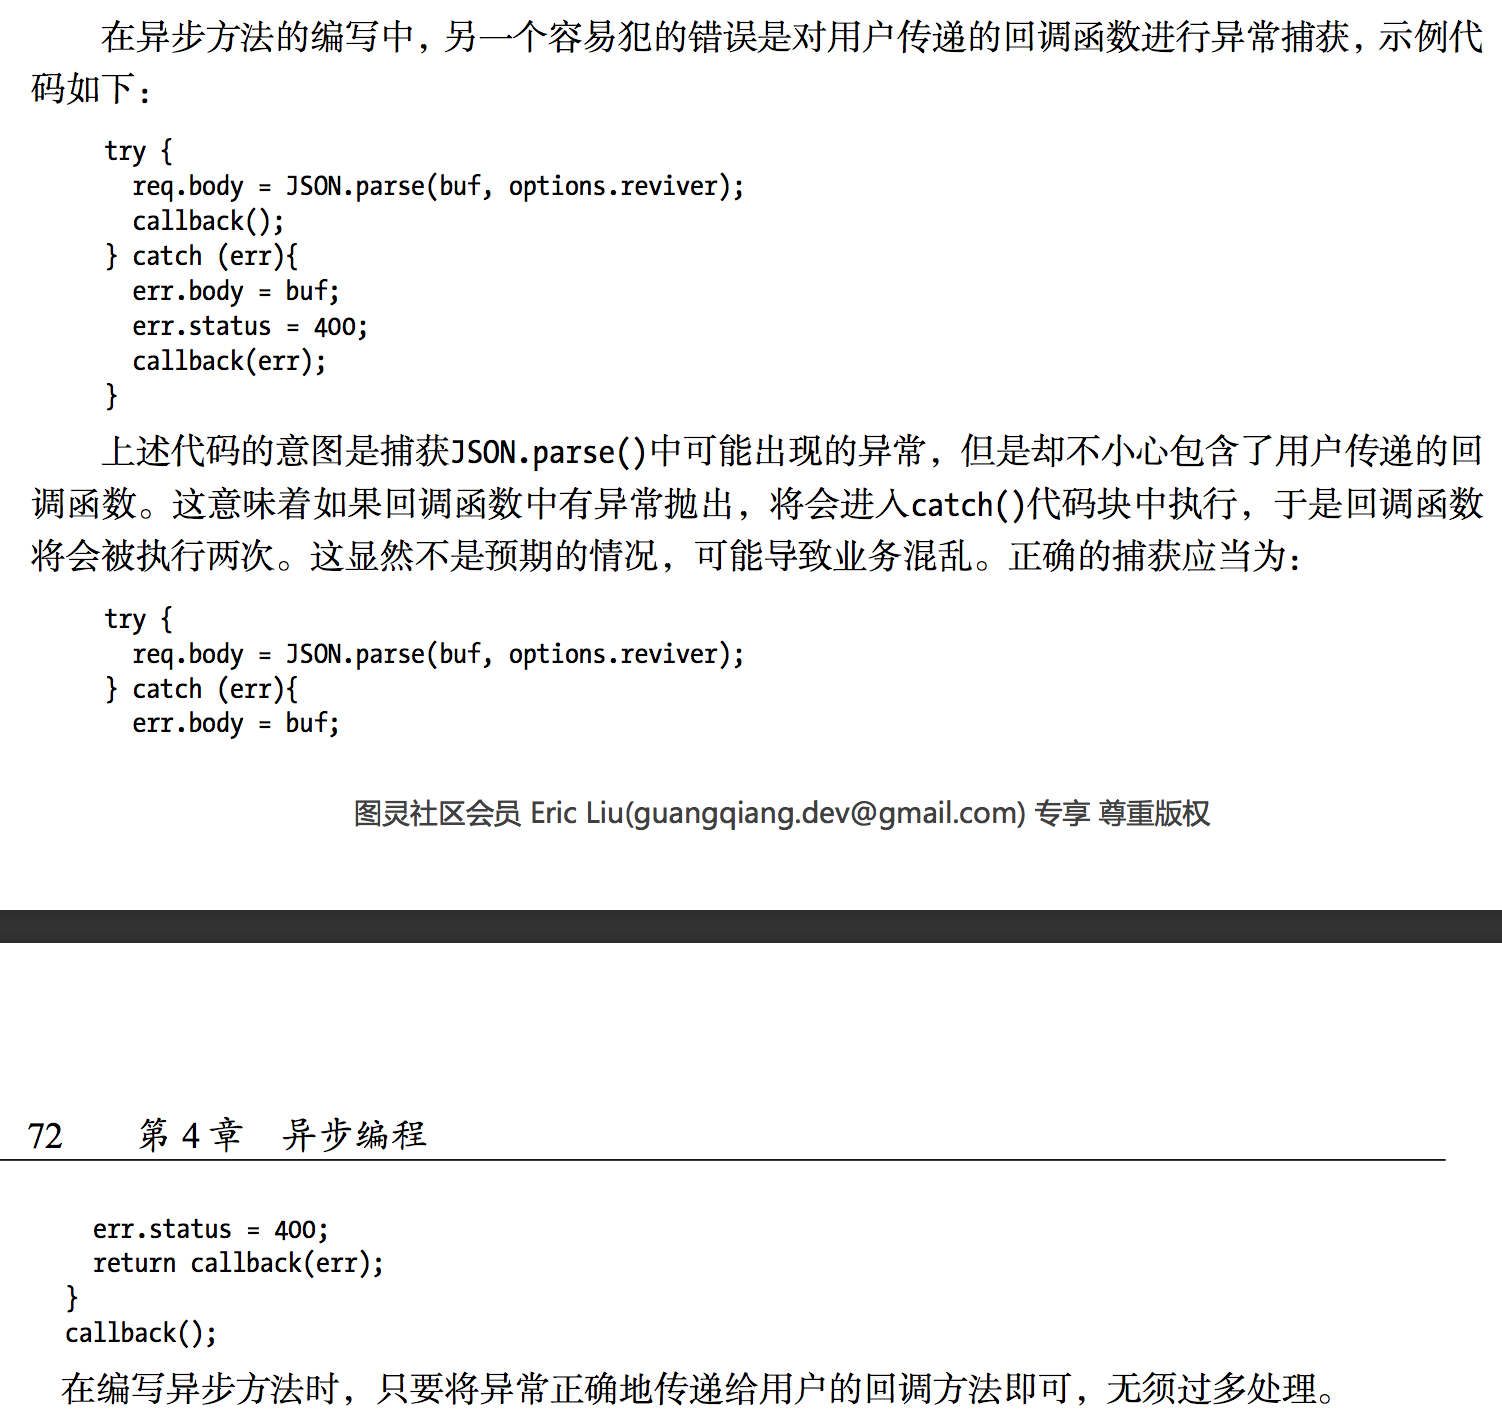 在异步方法的编写中，另一个容易犯的错误是对用户传递的回调函数进行异常捕获，示例代
码如下：
try {
  req.body = JSON.parse(buf, options.reviver);
  callback();
} catch (err){
  err.body = buf;
  err.status = 400;
  callback(err);
}
上述代码的意图是捕获JSON.parse()中可能出现的异常，但是却不小心包含了用户传递的回
调函数。这意味着如果回调函数中有异常抛出，将会进入catch()代码块中执行，于是回调函数
将会被执行两次。这显然不是预期的情况，可能导致业务混乱。正确的捕获应当为：
try {
  req.body = JSON.parse(buf, options.reviver);
} catch (err){
  err.body = buf;
图灵社区会员 Eric Liu(guangqiang.dev@gmail.com) 专享 尊重版权
72 第 4 章 异步编程
  err.status = 400;
  return callback(err);
}
callback();
在编写异步方法时，只要将异常正确地传递给用户的回调方法即可，无须过多处理。